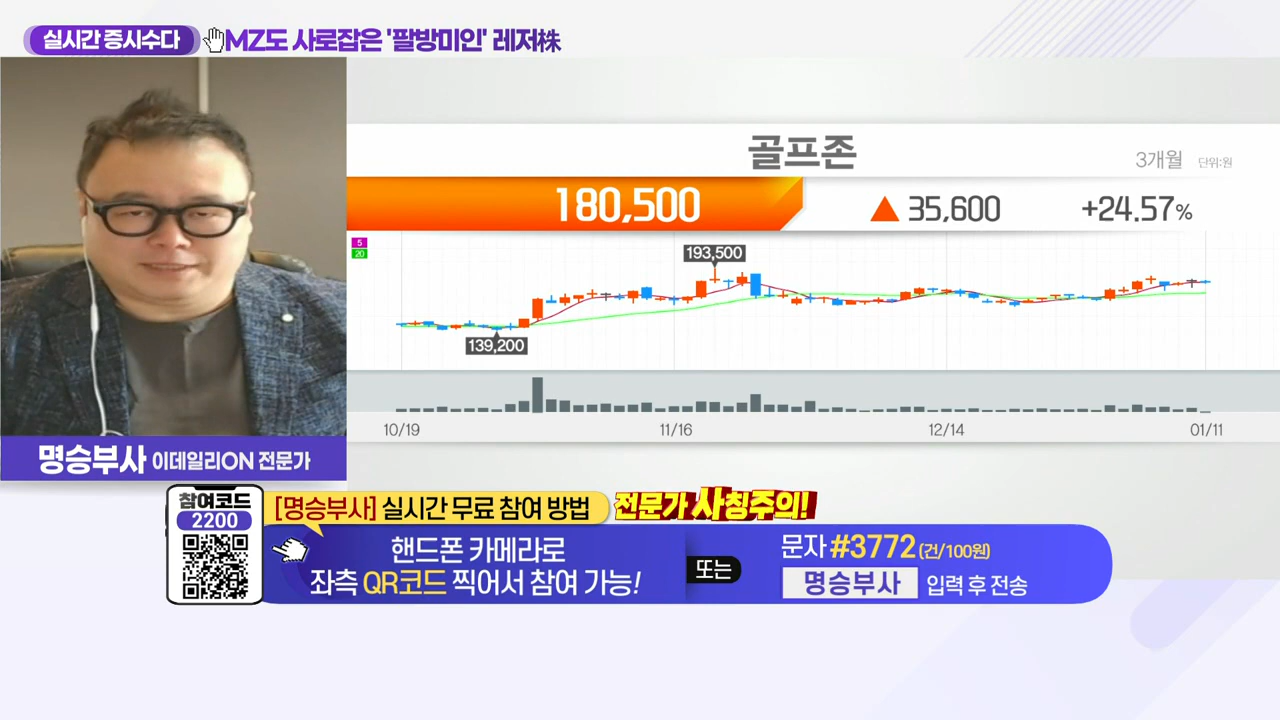 실시간 증시수다 MZ도 사로잡은 '팔방미인' 레저株
골프존
3개월 단위:원
180,500 ▲ 35,600 +24.57%
5
20
193,500
139,200
10/19 11/16 12/14 01/11
명승부사 이데일리ON 전문가
참여코드
2200
[명승부사] 실시간 무료 참여 방법 전문가 사칭주의!
핸드폰 카메라로
좌측 QR코드 찍어서 참여 가능!
또는
문자 #3772 (건/100원)
명승부사 입력 후 전송